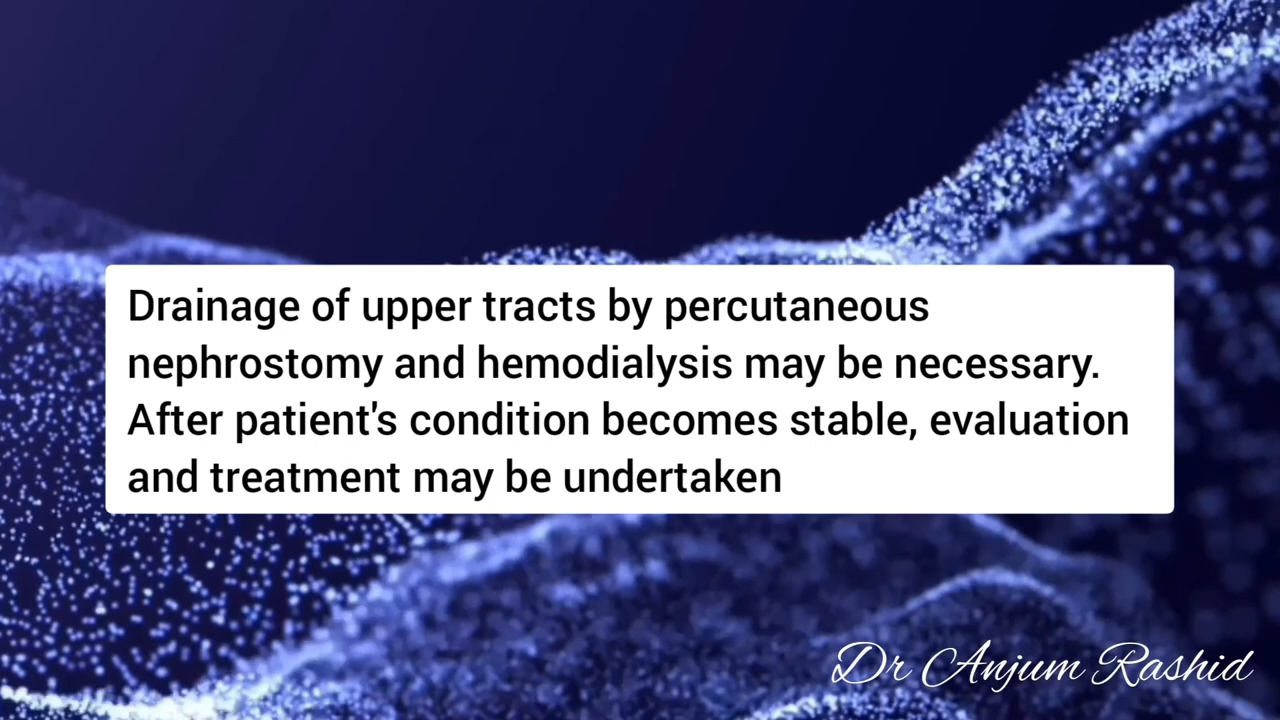 Drainage of upper tracts by percutaneous
nephrostomy and hemodialysis may be necessary.
After patient's condition becomes stable, evaluation
and treatment may be undertaken
Dr Anjum Rashid